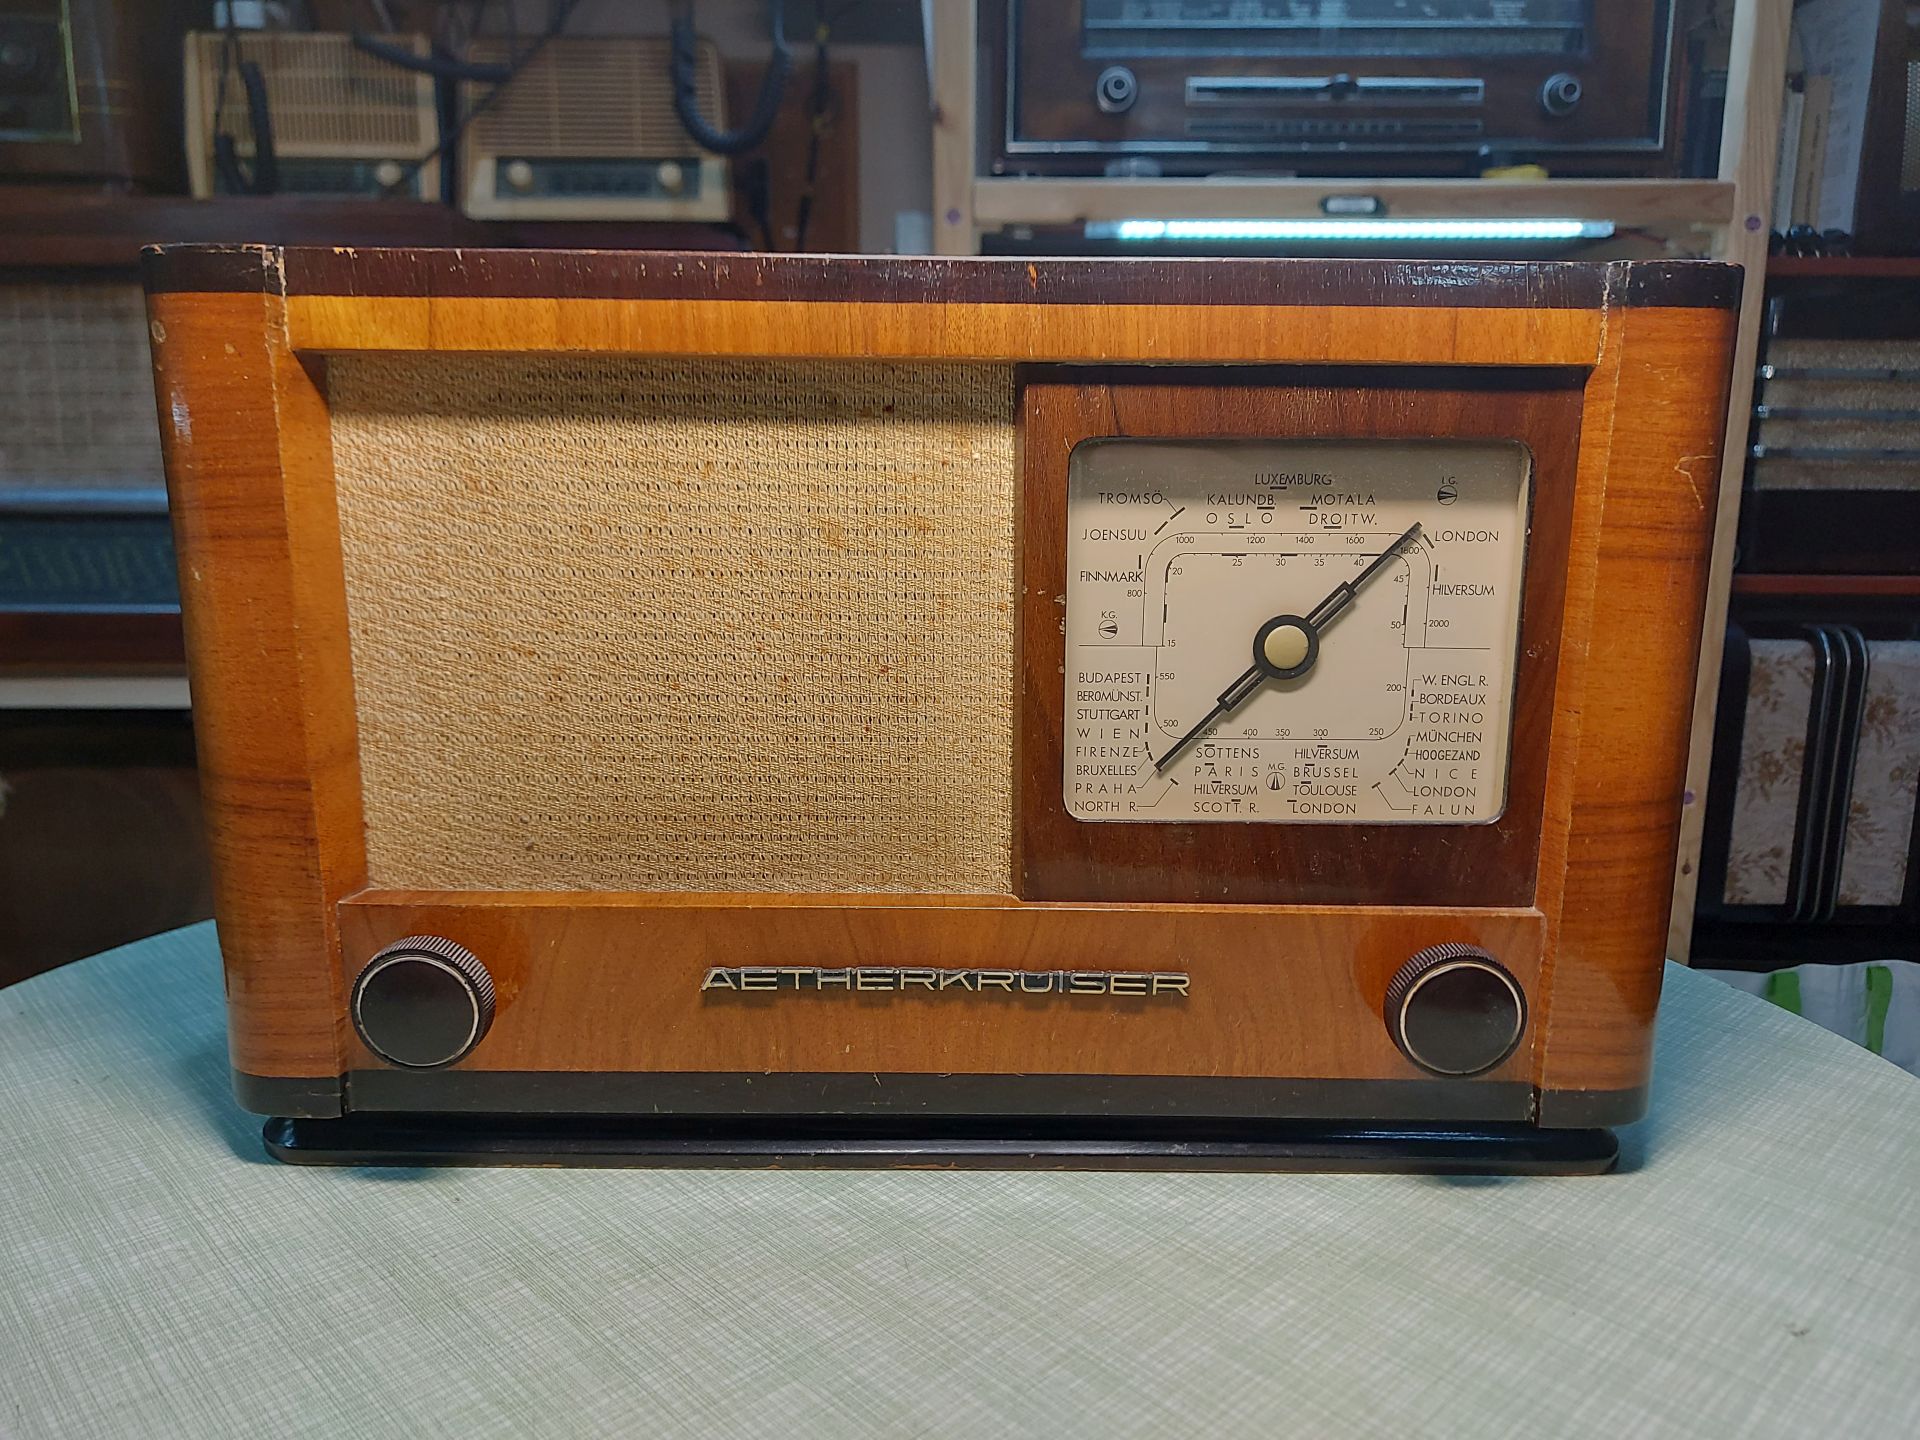 LUXEMBURG
I.G.
TROMSÖ KALUNDB. MOTALA
OSLO DROITW.
JOENSUU LONDON
1000 1200 1400 1600 1800
20 25 30 35 40 45
FINNMARK HILVERSUM
800 2000
K.G.
50
15
BUDAPEST 550 200 W. ENGL. R.
BEROMÜNST. BORDEAUX
STUTTGART TORINO
500 450 400 350 300 250
WIEN MÜNCHEN
FIRENZE SOTTENS HILVERSUM HOOGEZAND
BRUXELLES PARIS M.G. BRÜSSEL NICE
PRAHA HILVERSUM TOULOUSE LONDON
NORTH R. SCOTT. R. LONDON FALUN
AETHERKRUISER